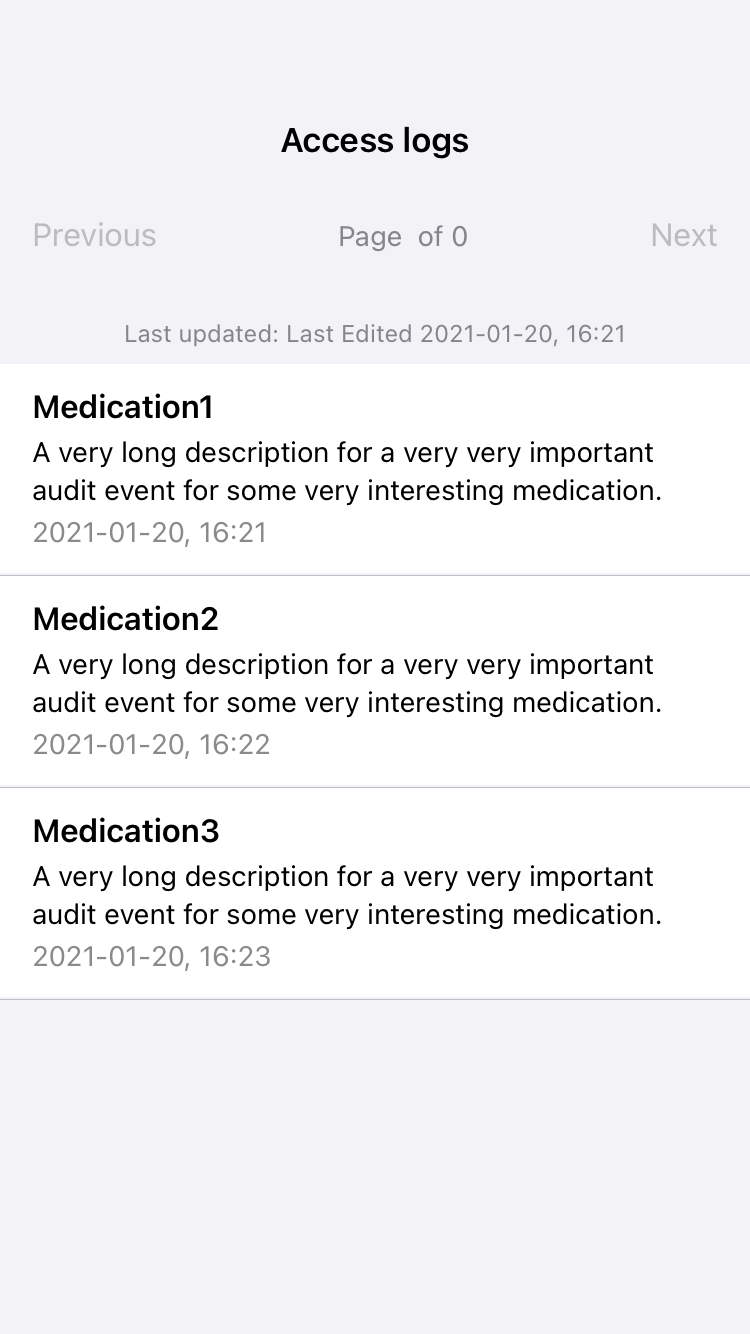 Access logs
Previous Page  of 0 Next
Last updated: Last Edited 2021-01-20, 16:21
Medication1
A very long description for a very very important
audit event for some very interesting medication.
2021-01-20, 16:21
Medication2
A very long description for a very very important
audit event for some very interesting medication.
2021-01-20, 16:22
Medication3
A very long description for a very very important
audit event for some very interesting medication.
2021-01-20, 16:23